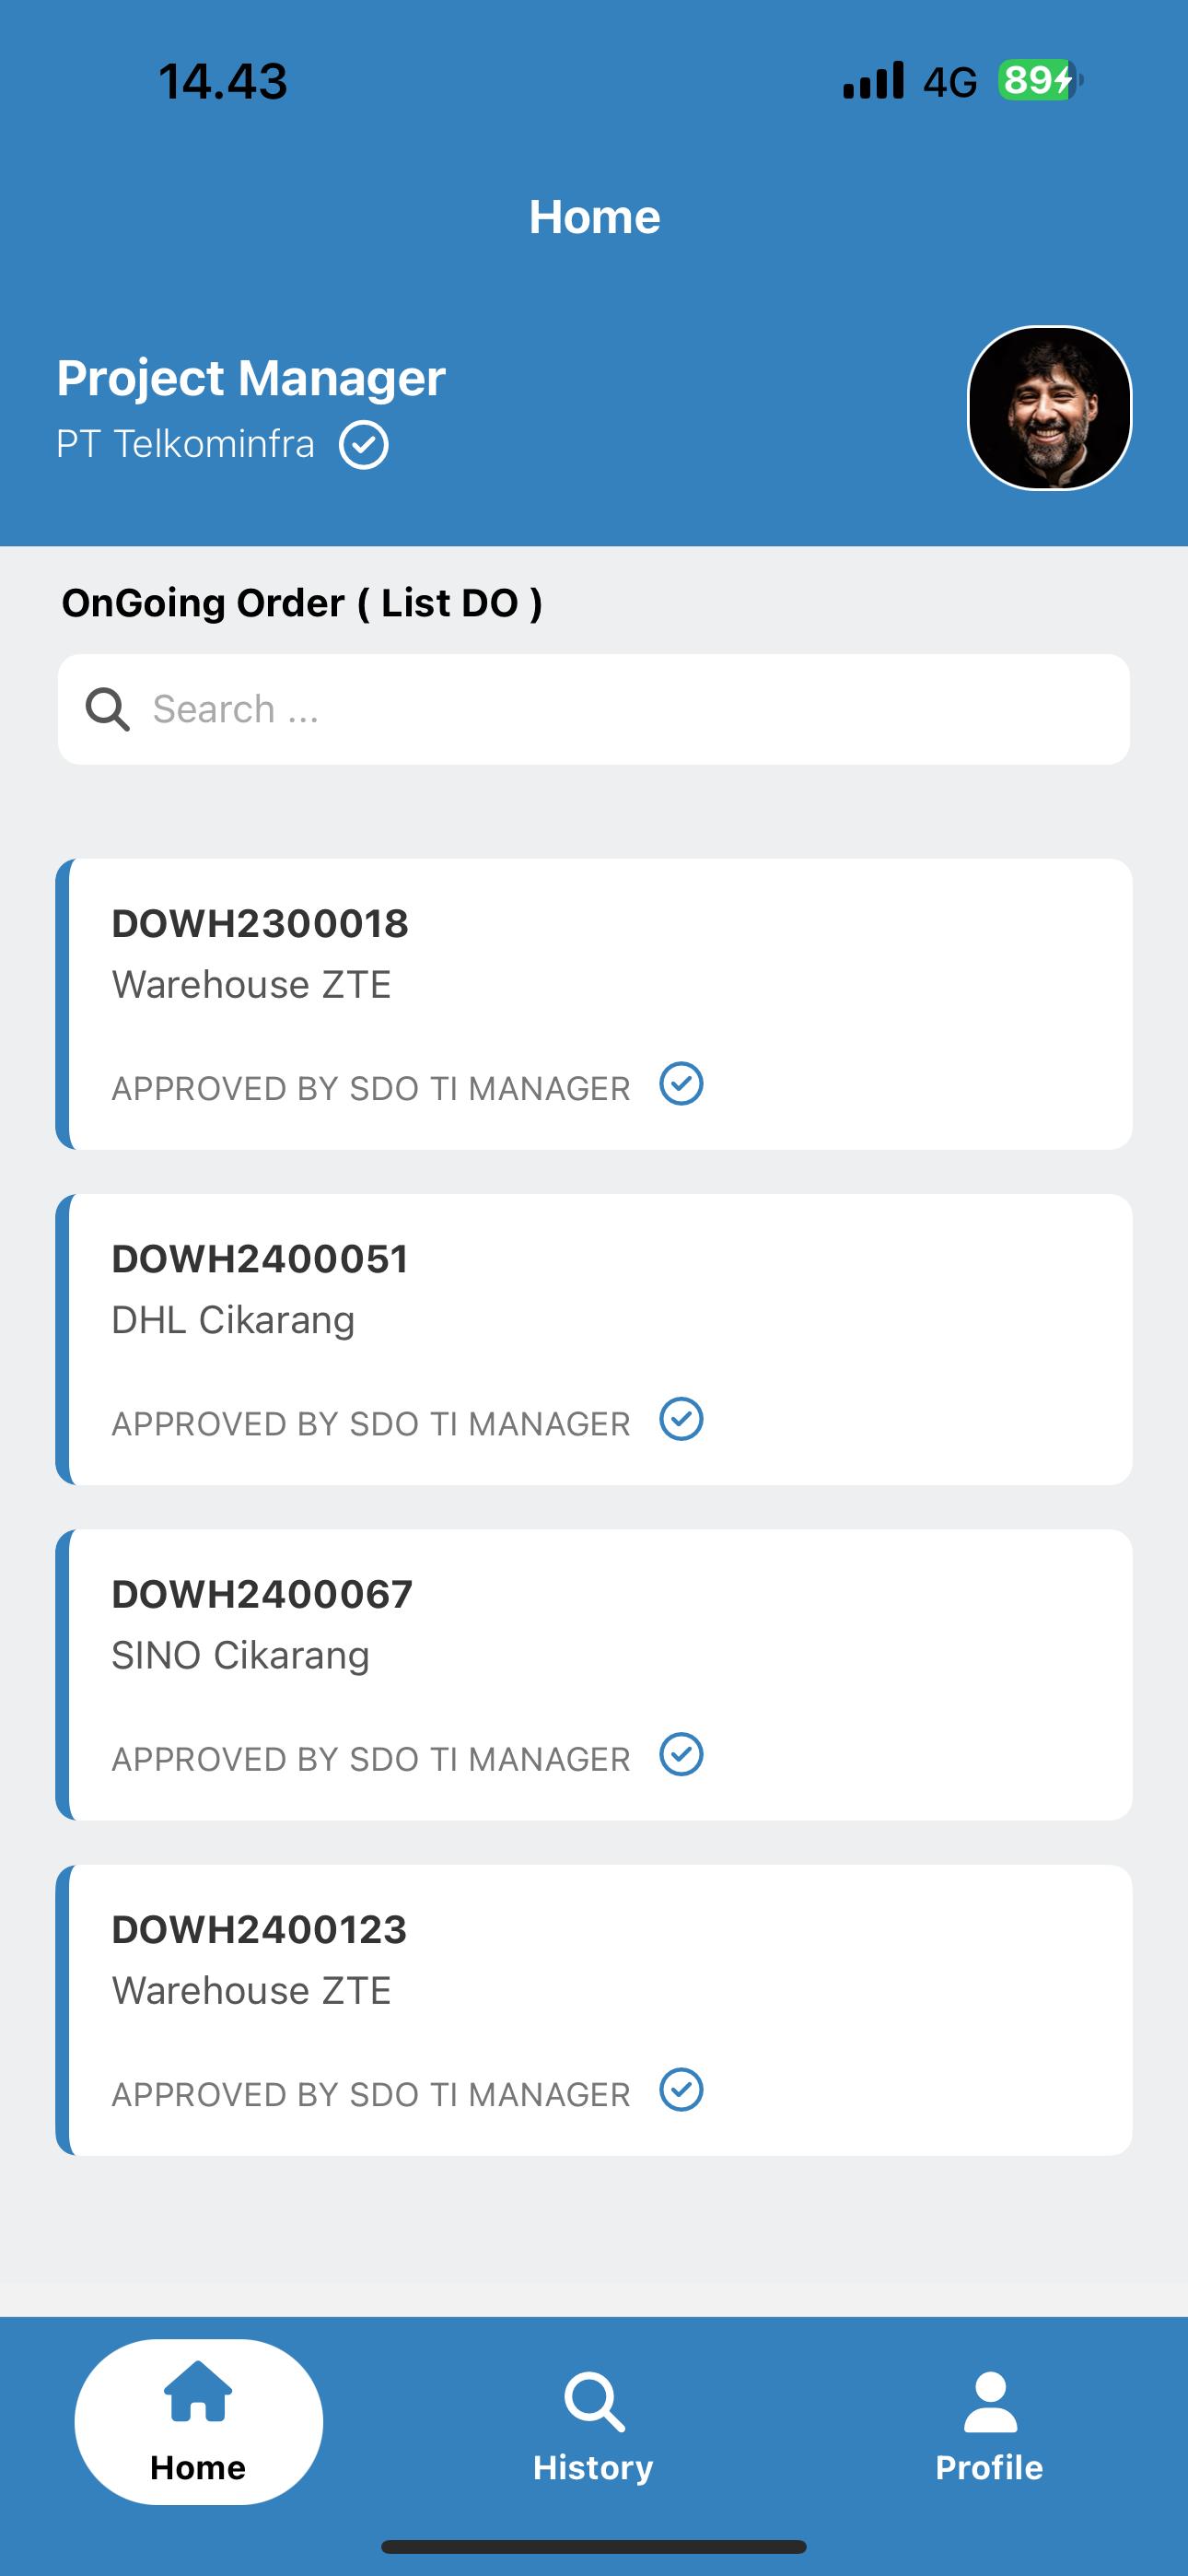 14.43
4G
89
Home
Project Manager
PT Telkominfra
OnGoing Order ( List DO )
Search ...
DOWH2300018
Warehouse ZTE
APPROVED BY SDO TI MANAGER
DOWH2400051
DHL Cikarang
APPROVED BY SDO TI MANAGER
DOWH2400067
SINO Cikarang
APPROVED BY SDO TI MANAGER
DOWH2400123
Warehouse ZTE
APPROVED BY SDO TI MANAGER
Home
History
Profile